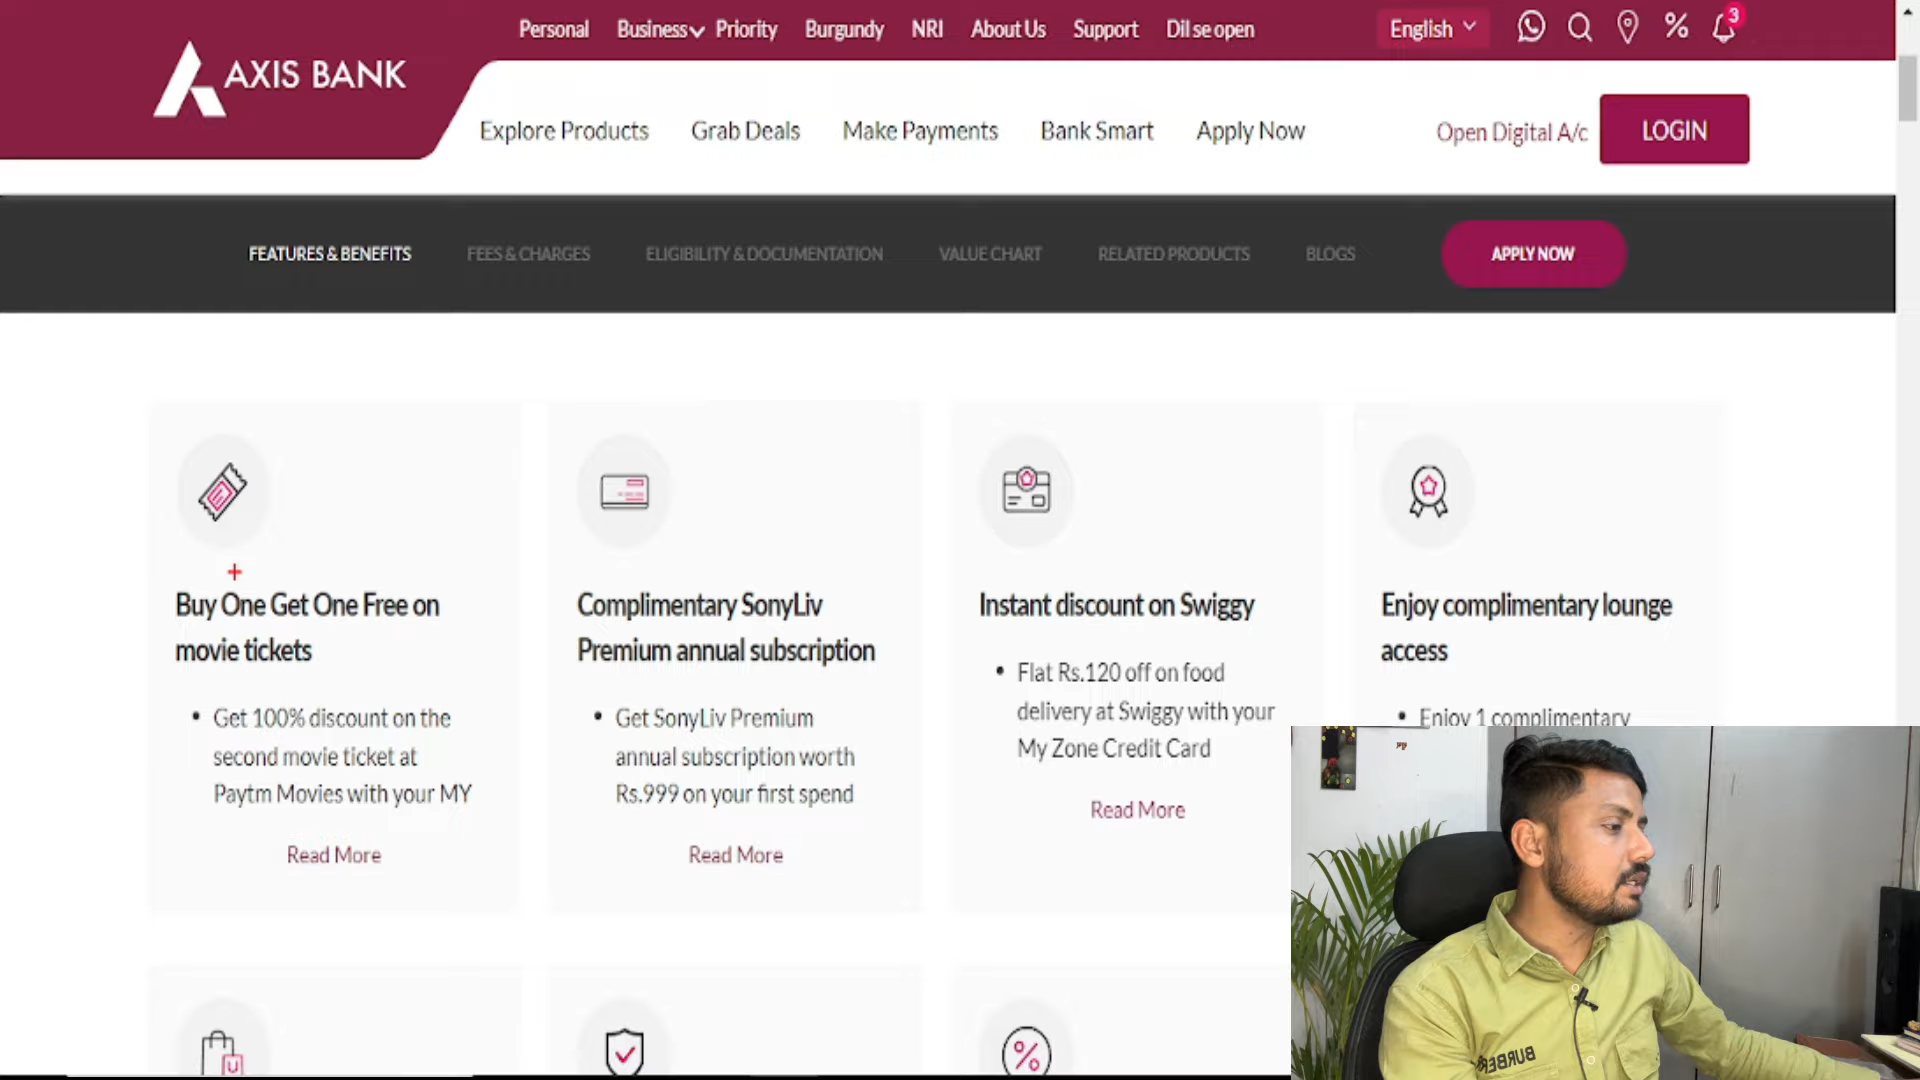 Personal Business Priority Burgundy NRI About Us Support Dil se open English 3
AXIS BANK
Explore Products Grab Deals Make Payments Bank Smart Apply Now Open Digital A/c LOGIN
FEATURES & BENEFITS FEES & CHARGES ELIGIBILITY & DOCUMENTATION VALUE CHART RELATED PRODUCTS BLOGS APPLY NOW
Buy One Get One Free on
movie tickets
• Get 100% discount on the
second movie ticket at
Paytm Movies with your MY
Read More
Complimentary SonyLiv
Premium annual subscription
• Get SonyLiv Premium
annual subscription worth
Rs.999 on your first spend
Read More
Instant discount on Swiggy
• Flat Rs.120 off on food
delivery at Swiggy with your
My Zone Credit Card
Read More
Enjoy complimentary lounge
access
• Enjoy 1 complimentary